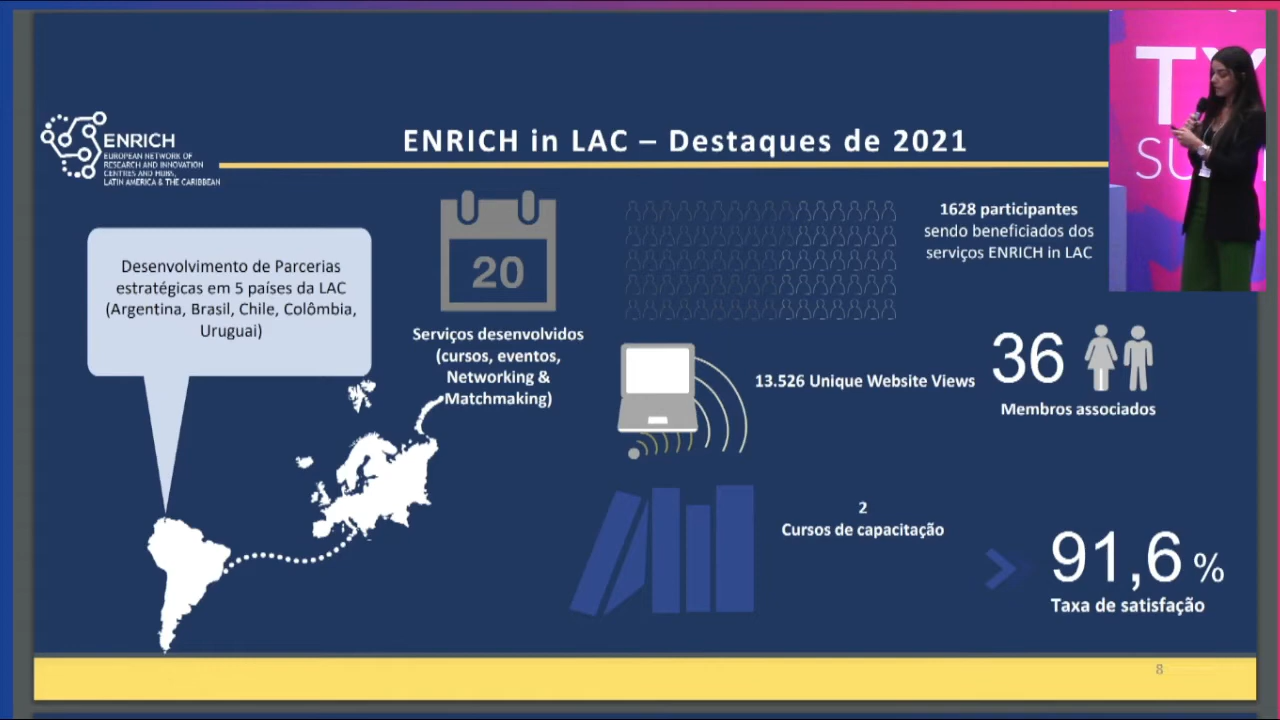 ENRICH in LAC – Destaques de 2021
ENRICH
EUROPEAN NETWORK OF
RESEARCH AND INNOVATION
CENTRES AND HUBS,
LATIN AMERICA & THE CARIBBEAN
Desenvolvimento de Parcerias
estratégicas em 5 países da LAC
(Argentina, Brasil, Chile, Colômbia,
Uruguai)
20
Serviços desenvolvidos
(cursos, eventos,
Networking &
Matchmaking)
1628 participantes
sendo beneficiados dos
serviços ENRICH in LAC
13.526 Unique Website Views
36
Membros associados
2
Cursos de capacitação
91,6 %
Taxa de satisfação
8